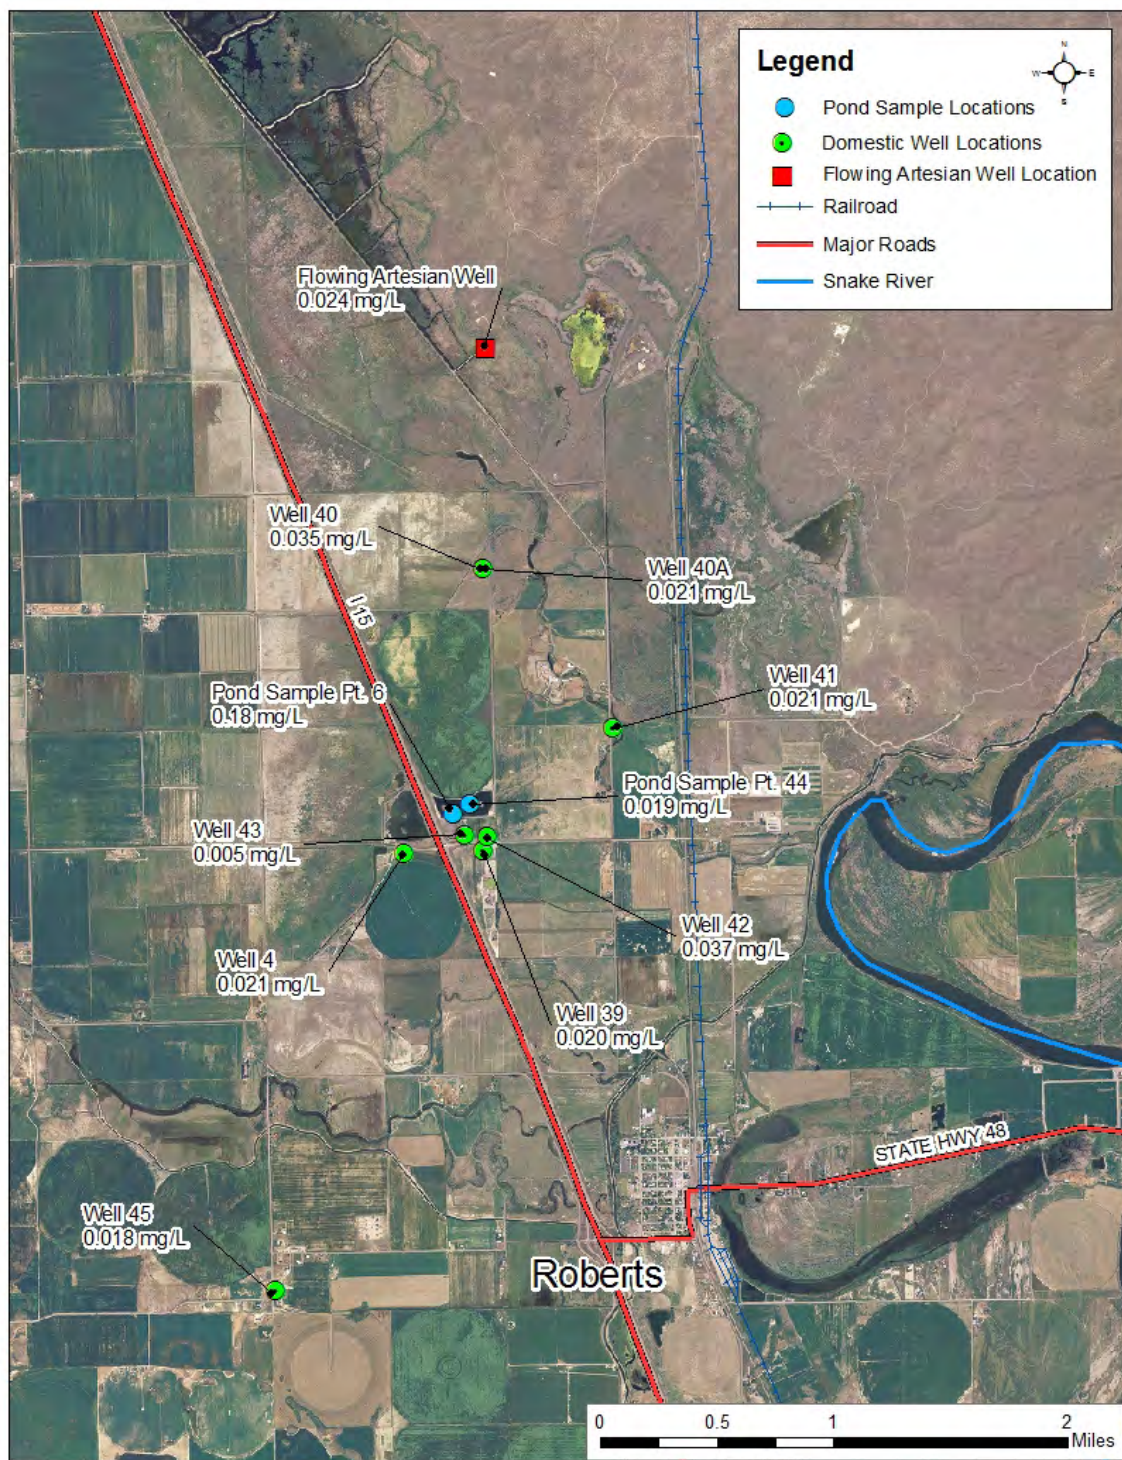 Legend
N
W
E
S
Pond Sample Locations
Domestic Well Locations
Flowing Artesian Well Location
Railroad
Major Roads
Snake River
Flowing Artesian Well
0.024 mg/L
Well 40
0.035 mg/L
Well 40A
0.021 mg/L
I 15
Well 41
0.021 mg/L
Pond Sample Pt. 6
0.18 mg/L
Pond Sample Pt. 44
0.019 mg/L
Well 43
0.005 mg/L
Well 42
0.037 mg/L
Well 4
0.021 mg/L
Well 39
0.020 mg/L
STATE HWY 48
Well 45
0.018 mg/L
Roberts
0 0.5 1 2
Miles